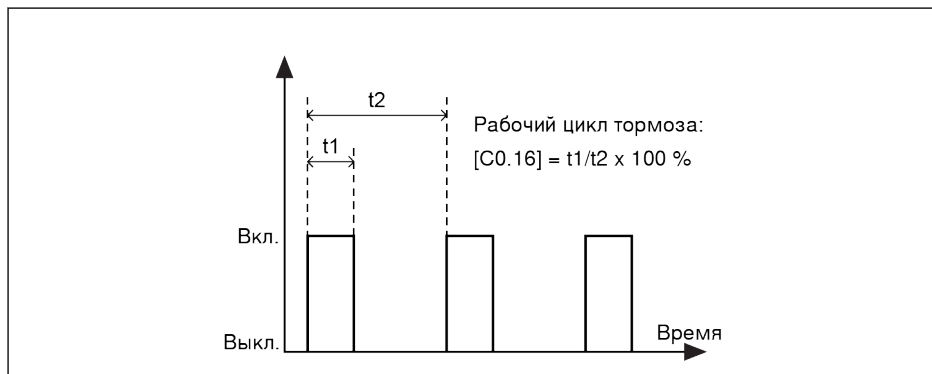 t2
Рабочий цикл тормоза:
t1
[C0.16] = t1/t2 x 100 %
Вкл.
Время
Выкл.